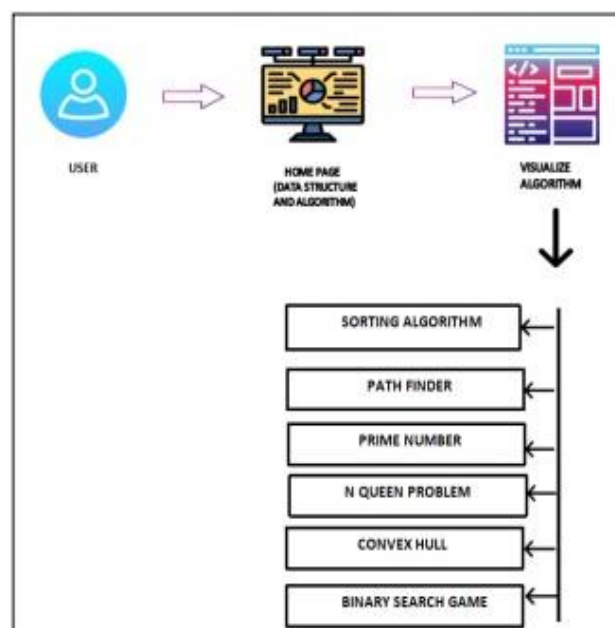 USER
HOME PAGE
(DATA STRUCTURE
AND ALGORITHM)
VISUALIZE
ALGORITHM
SORTING ALGORITHM
PATH FINDER
PRIME NUMBER
N QUEEN PROBLEM
CONVEX HULL
BINARY SEARCH GAME